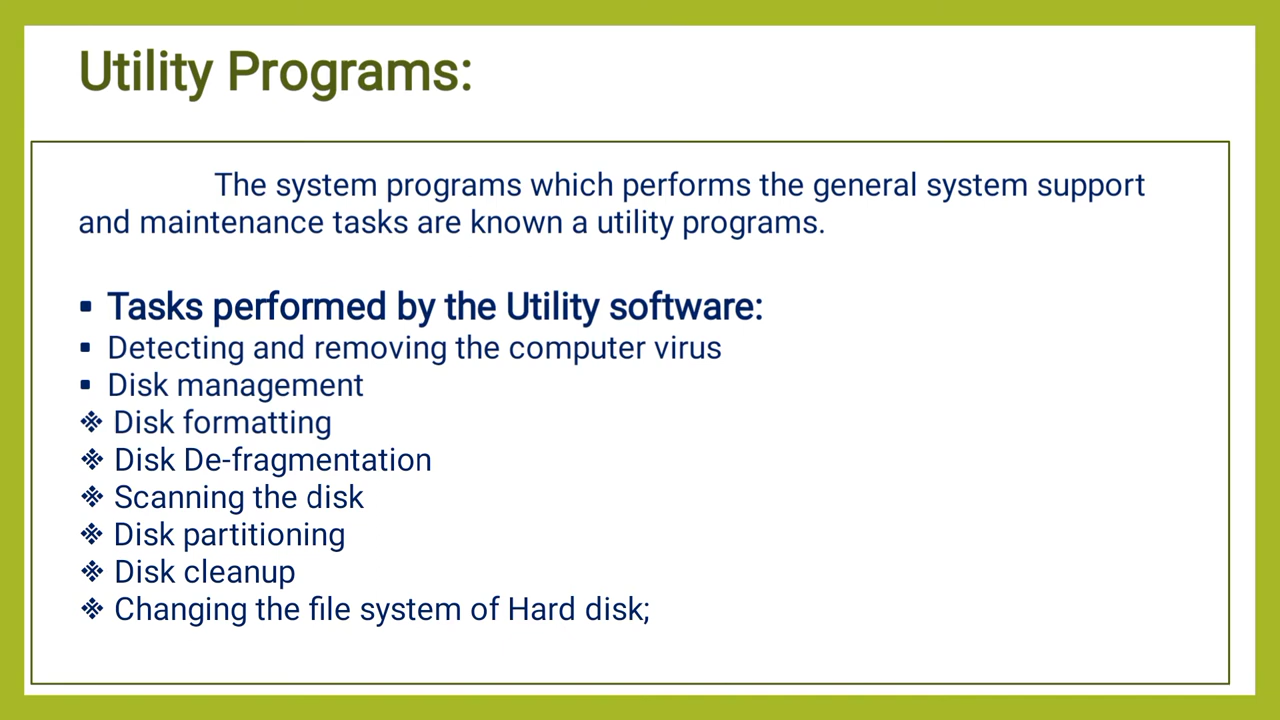 Utility Programs:
The system programs which performs the general system support
and maintenance tasks are known a utility programs.
▪ Tasks performed by the Utility software:
▪ Detecting and removing the computer virus
▪ Disk management
❖ Disk formatting
❖ Disk De-fragmentation
❖ Scanning the disk
❖ Disk partitioning
❖ Disk cleanup
❖ Changing the file system of Hard disk;